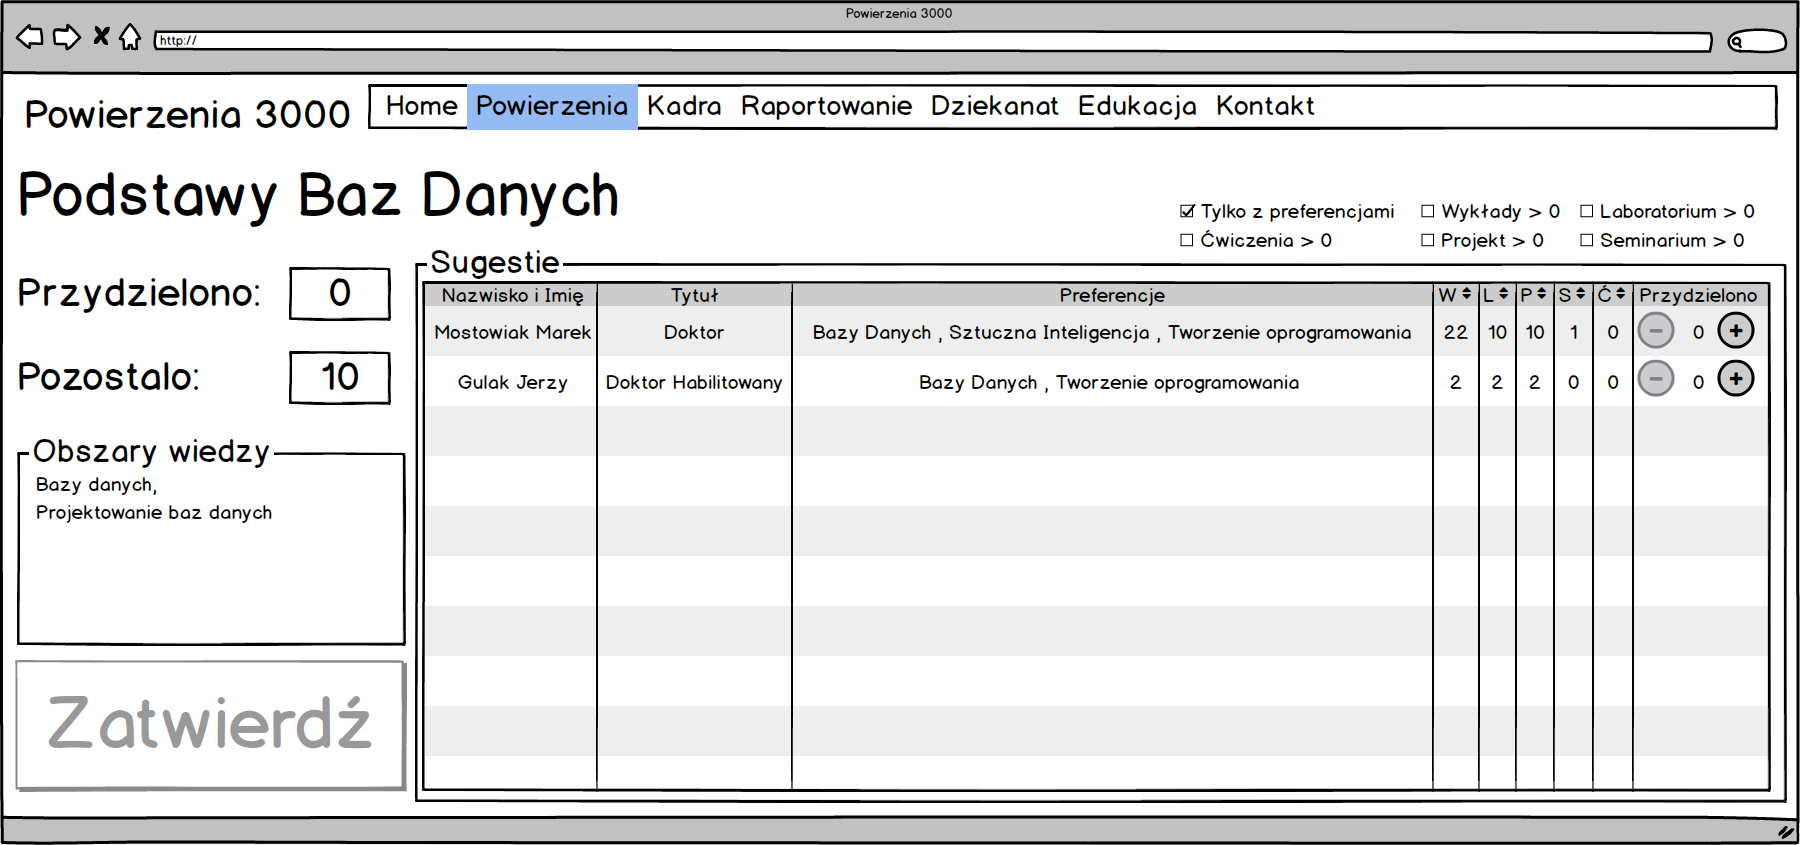 Powierzenia 3000
http://
Powierzenia 3000
Home Powierzenia Kadra Raportowanie Dziekanat Edukacja Kontakt
Podstawy Baz Danych
Tylko z preferencjami Wykłady > 0 Laboratorium > 0
Ćwiczenia > 0 Projekt > 0 Seminarium > 0
Przydzielono: 0
Pozostalo: 10
Obszary wiedzy
Bazy danych,
Projektowanie baz danych
Zatwierdź
Sugestie
Nazwisko i Imię Tytuł Preferencje W L P S Ć Przydzielono
Mostowiak Marek Doktor Bazy Danych , Sztuczna Inteligencja , Tworzenie oprogramowania 22 10 10 1 0 − 0 +
Gulak Jerzy Doktor Habilitowany Bazy Danych , Tworzenie oprogramowania 2 2 2 0 0 − 0 +